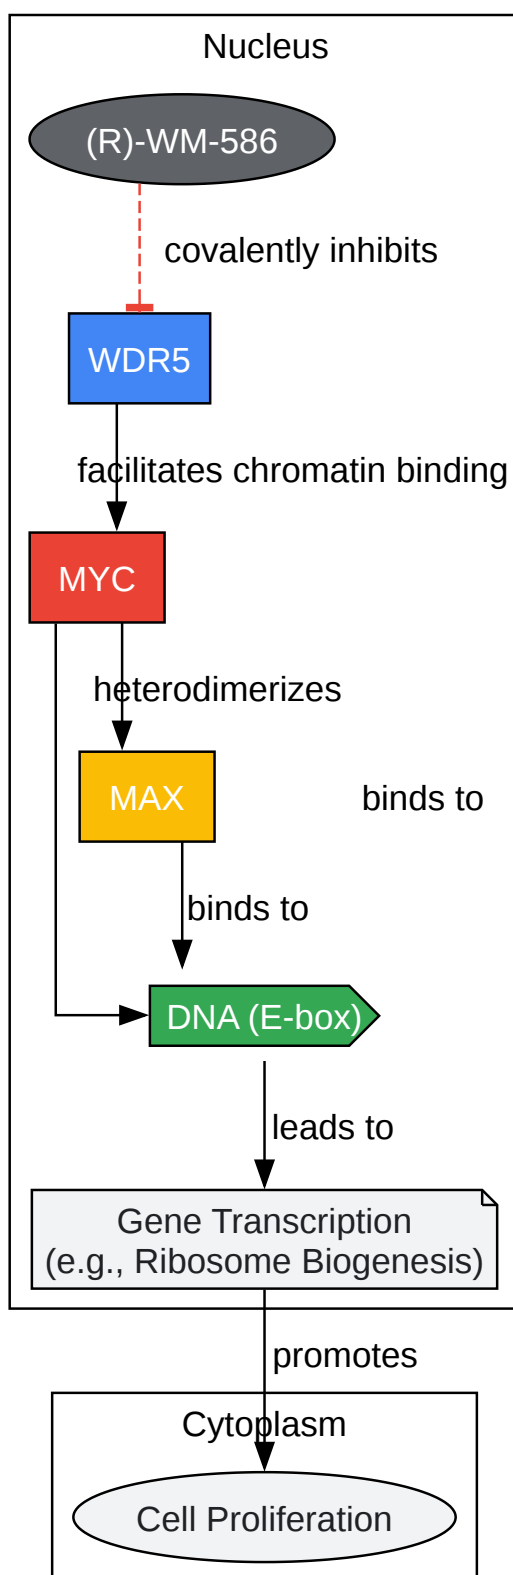 Nucleus
(R)-WM-586
covalently inhibits
WDR5
facilitates chromatin binding
MYC
heterodimerizes
MAX
binds to
binds to
DNA (E-box)
leads to
Gene Transcription
(e.g., Ribosome Biogenesis)
promotes
Cytoplasm
Cell Proliferation